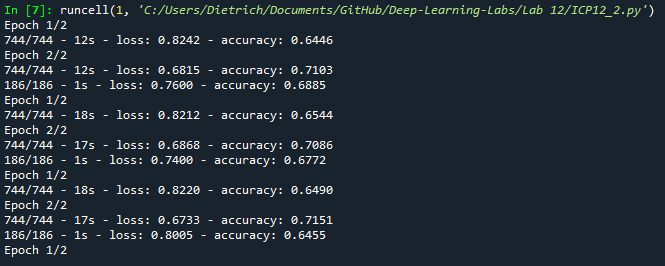 In [7]: runcell(1, 'C:/Users/Dietrich/Documents/GitHub/Deep-Learning-Labs/Lab 12/ICP12_2.py')
Epoch 1/2
744/744 - 12s - loss: 0.8242 - accuracy: 0.6446
Epoch 2/2
744/744 - 12s - loss: 0.6815 - accuracy: 0.7103
186/186 - 1s - loss: 0.7600 - accuracy: 0.6885
Epoch 1/2
744/744 - 18s - loss: 0.8212 - accuracy: 0.6544
Epoch 2/2
744/744 - 17s - loss: 0.6868 - accuracy: 0.7086
186/186 - 1s - loss: 0.7400 - accuracy: 0.6772
Epoch 1/2
744/744 - 18s - loss: 0.8220 - accuracy: 0.6490
Epoch 2/2
744/744 - 17s - loss: 0.6733 - accuracy: 0.7151
186/186 - 1s - loss: 0.8005 - accuracy: 0.6455
Epoch 1/2